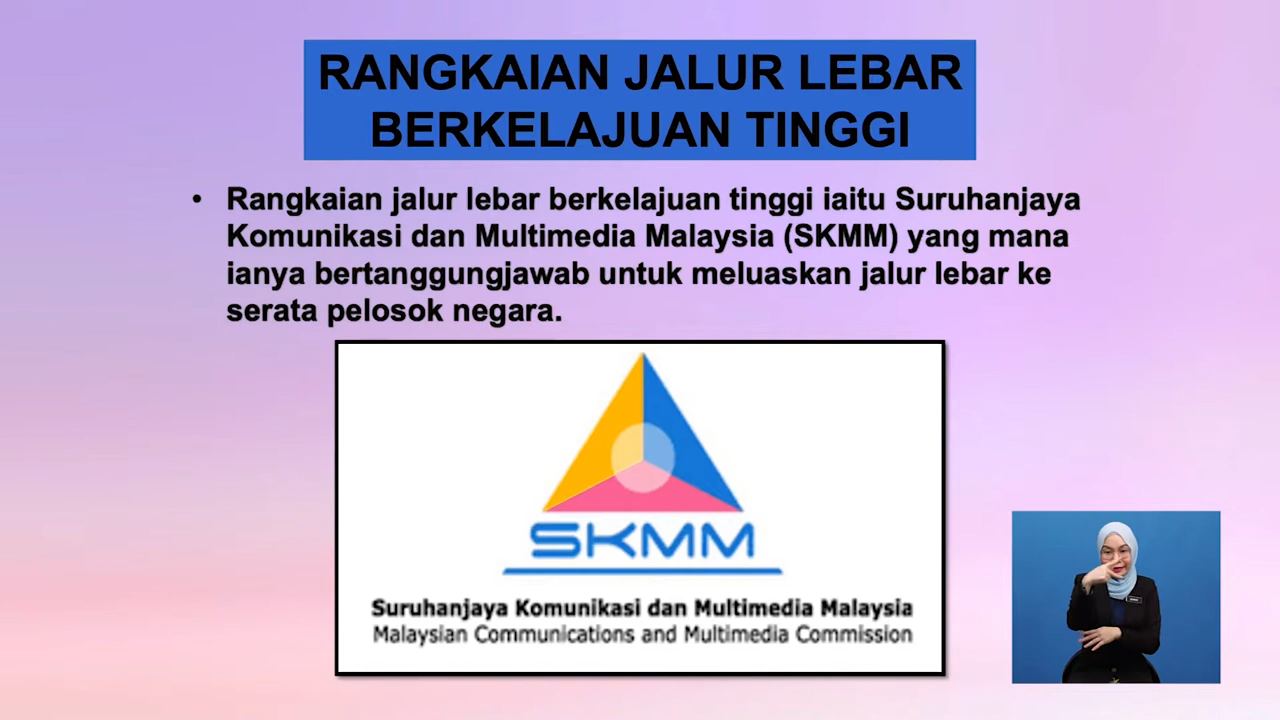 RANGKAIAN JALUR LEBAR
BERKELAJUAN TINGGI
• Rangkaian jalur lebar berkelajuan tinggi iaitu Suruhanjaya
Komunikasi dan Multimedia Malaysia (SKMM) yang mana
ianya bertanggungjawab untuk meluaskan jalur lebar ke
serata pelosok negara.
SKMM
Suruhanjaya Komunikasi dan Multimedia Malaysia
Malaysian Communications and Multimedia Commission